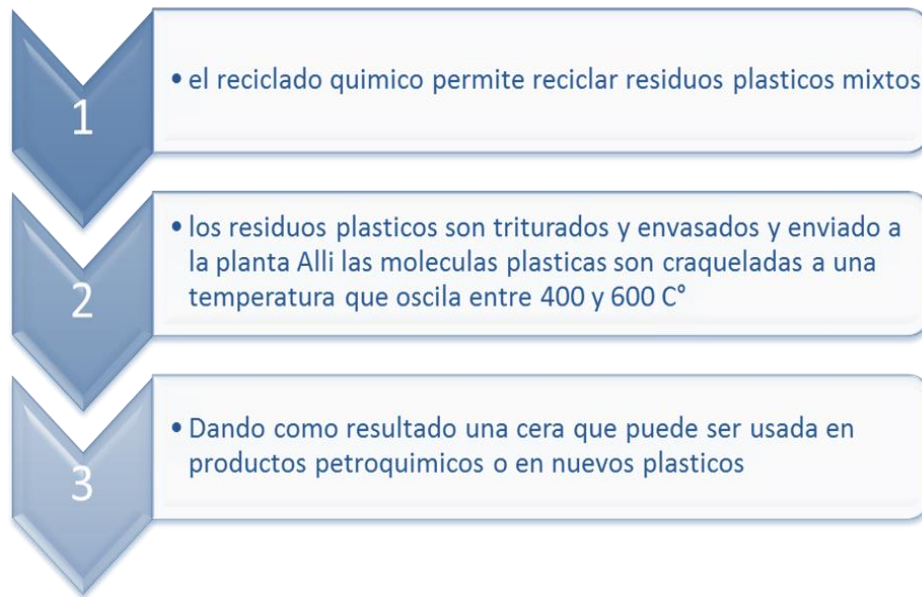 1
• el reciclado quimico permite reciclar residuos plasticos mixtos
2
• los residuos plasticos son triturados y envasados y enviado a
la planta Alli las moleculas plasticas son craqueladas a una
temperatura que oscila entre 400 y 600 C°
3
• Dando como resultado una cera que puede ser usada en
productos petroquimicos o en nuevos plasticos